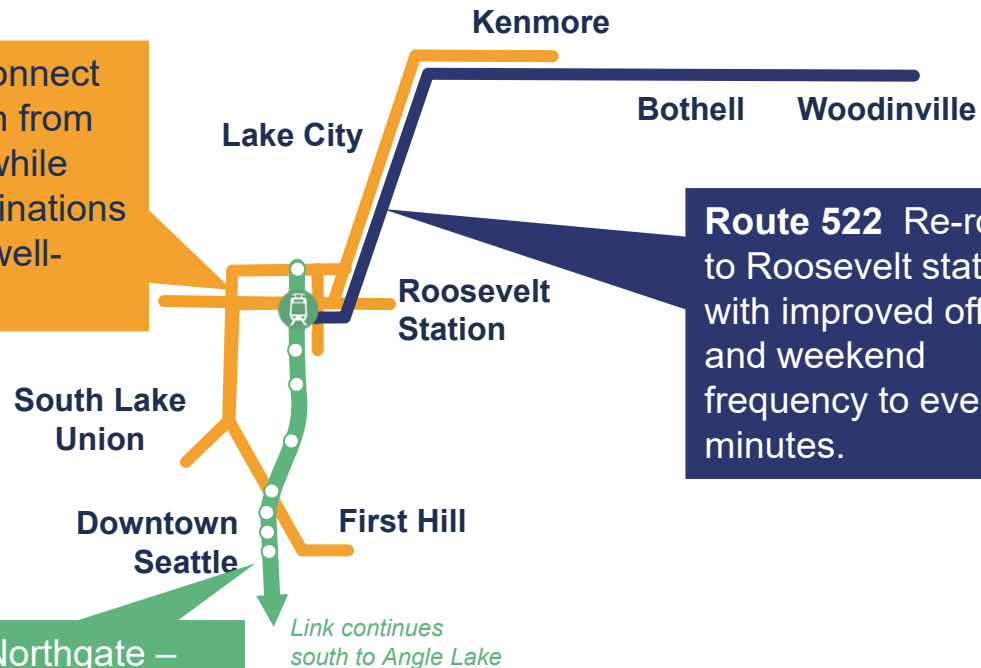 Kenmore
onnect
n from
while
inations
well-
Lake City
Bothell
Woodinville
Route 522 Re-ro
to Roosevelt stat
with improved off
and weekend
frequency to eve
minutes.
Roosevelt
Station
South Lake
Union
Downtown
Seattle
First Hill
Northgate –
Link continues
south to Angle Lake